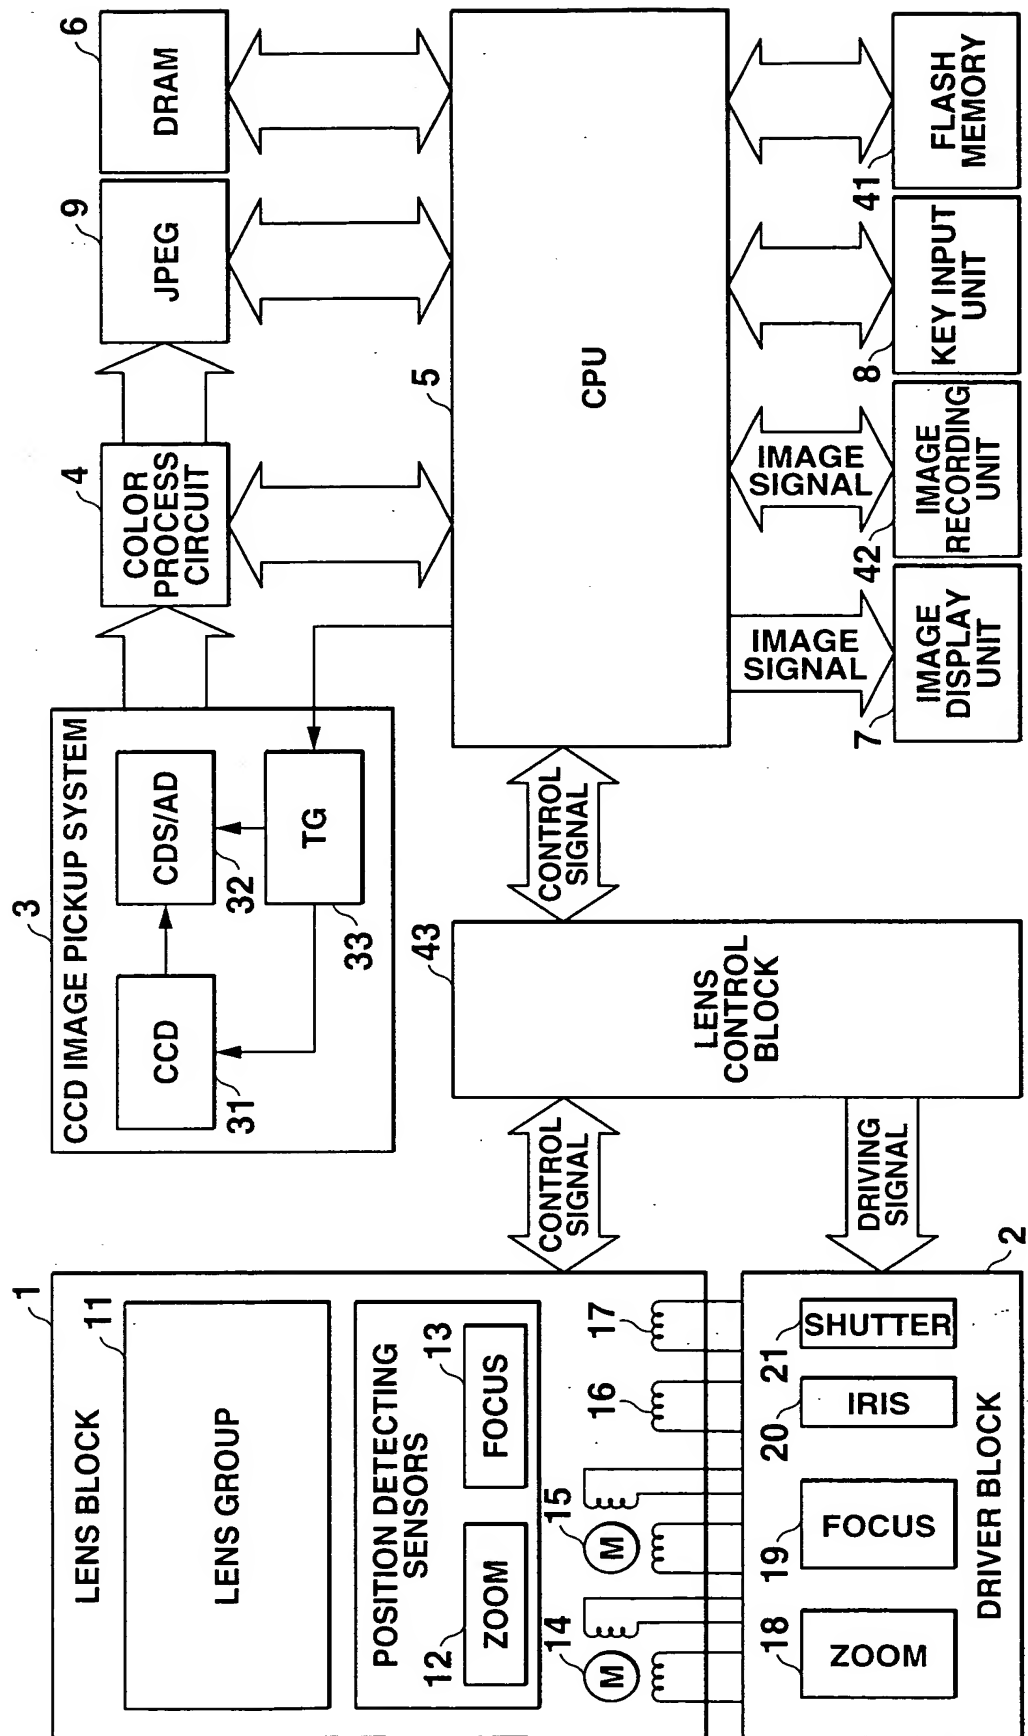 1
LENS BLOCK
11
LENS GROUP
POSITION DETECTING
SENSORS
12
ZOOM
13
FOCUS
14
M
15
M
16
17
2
DRIVER BLOCK
18
ZOOM
19
FOCUS
20
IRIS
21
SHUTTER
CONTROL
SIGNAL
DRIVING
SIGNAL
43
LENS
CONTROL
BLOCK
CONTROL
SIGNAL
3
CCD IMAGE PICKUP SYSTEM
31
CCD
32
CDS/AD
33
TG
4
COLOR
PROCESS
CIRCUIT
9
JPEG
6
DRAM
5
CPU
IMAGE
SIGNAL
IMAGE
SIGNAL
7
IMAGE
DISPLAY
UNIT
42
IMAGE
RECORDING
UNIT
8
KEY INPUT
UNIT
41
FLASH
MEMORY